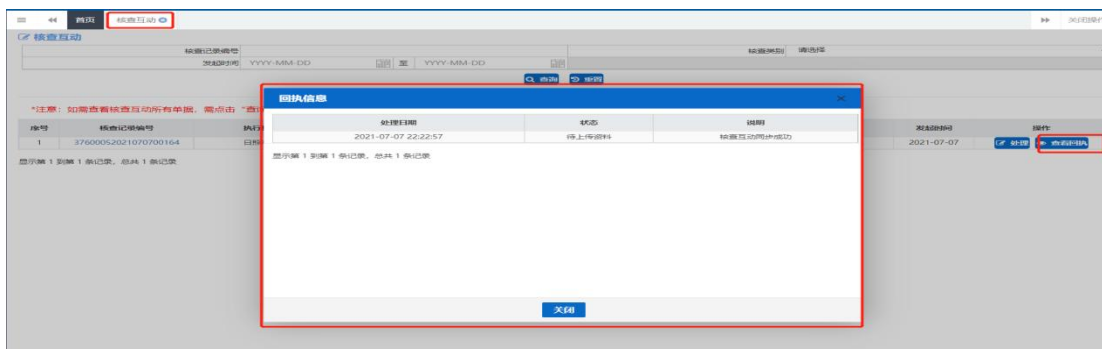 首页 核查互动 关闭操作
核查互动
核查记录编号 核查类别 请选择
发起时间 YYYY-MM-DD 至 YYYY-MM-DD
查询 重置
*注意：如需查看核查互动所有单据，需点击 "查询
回执信息
处理日期 状态 说明
2021-07-07 22:22:57 待上传资料 核查互动同步成功
显示第 1 到第 1 条记录，总共 1 条记录
关闭
序号 核查记录编号 发起时间 操作
1 37600052021070700164 2021-07-07 处理 查看回执
显示第 1 到第 1 条记录，总共 1 条记录